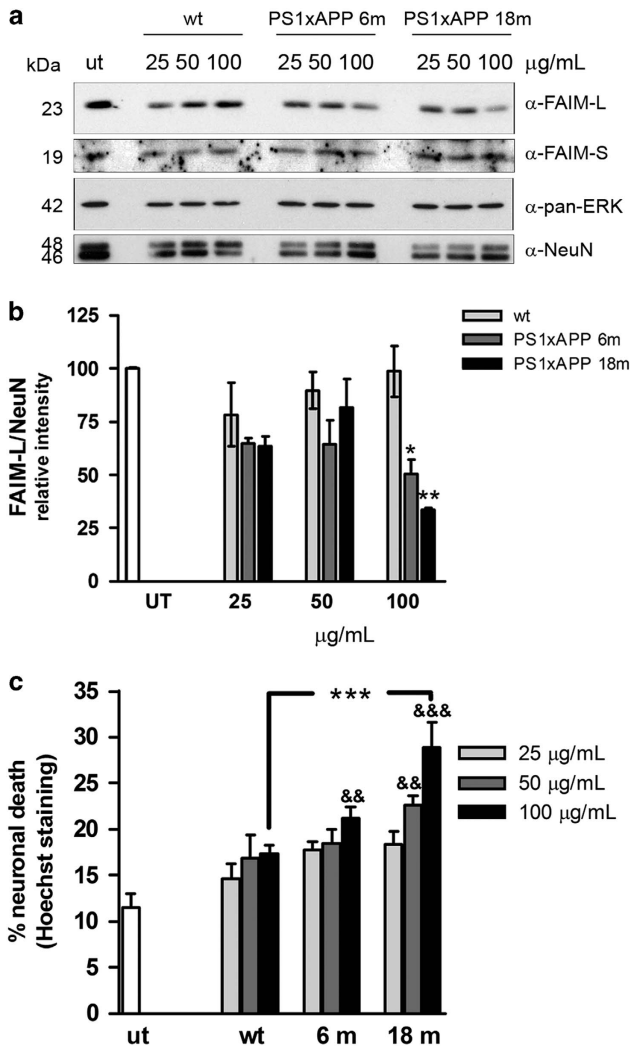 a
wt PS1xAPP 6m PS1xAPP 18m
kDa ut 25 50 100 25 50 100 25 50 100 μg/mL
23 α-FAIM-L
19 α-FAIM-S
42 α-pan-ERK
48
46 α-NeuN
b
FAIM-L/NeuN
relative intensity
125
100
75
50
25
0
wt
PS1xAPP 6m
PS1xAPP 18m
*
**
UT 25 50 100
μg/mL
c
% neuronal death
(Hoechst staining)
35
30
25
20
15
10
5
0
***
&&
&&
&&&
25 μg/mL
50 μg/mL
100 μg/mL
ut wt 6 m 18 m